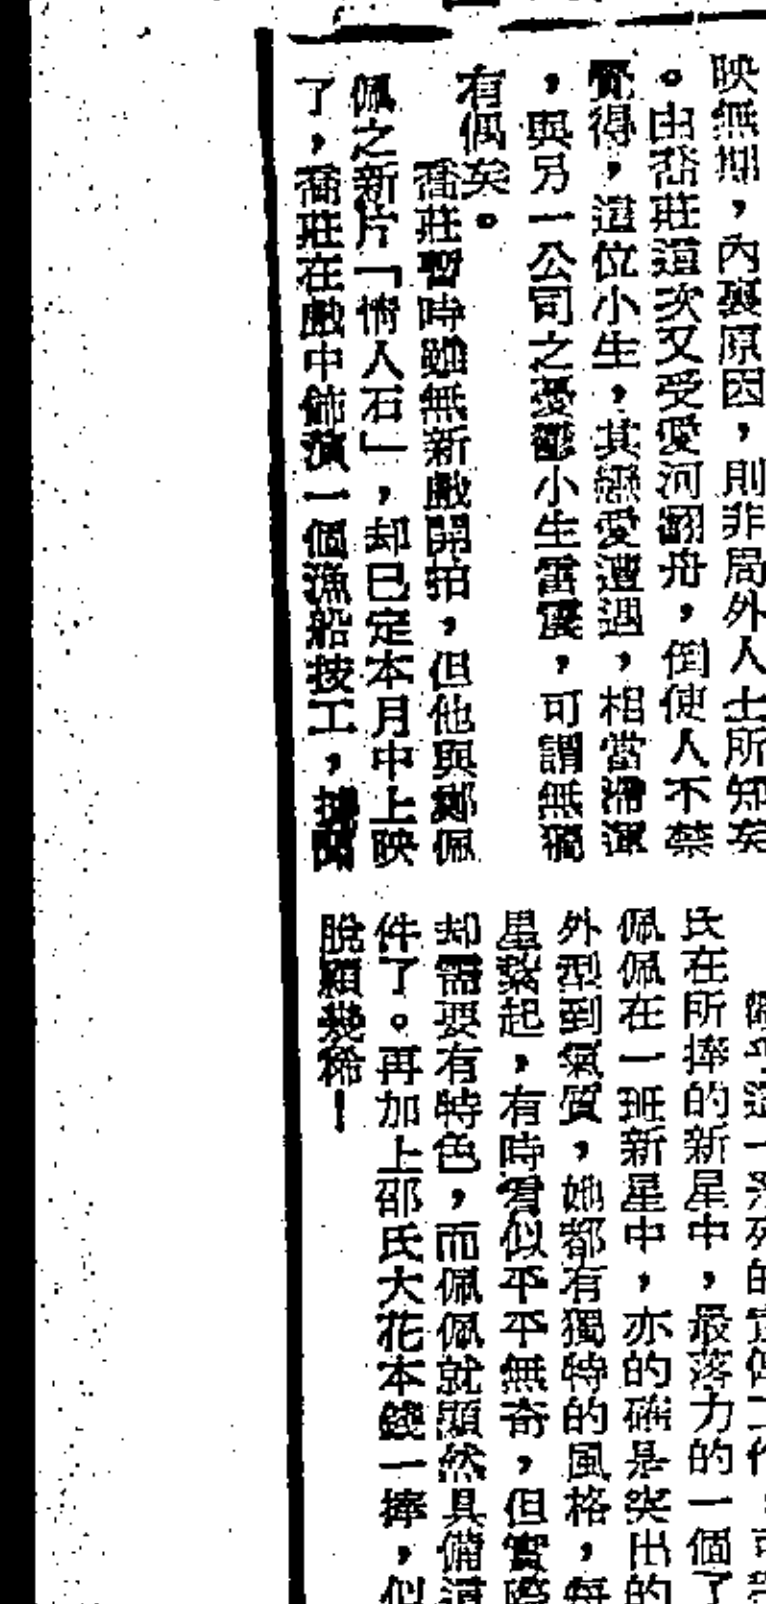 映無期，內裏原因，則非局外人士所知矣
。由喬莊這次又受愛河翻舟，倒使人不禁
覺得，這位小生，其戀愛遭遇，相當滯運
，與另一公司之憂鬱小生雷震，可謂無獨
有偶矣。
喬莊暫時雖無新戲開拍，但他與鄭佩
佩之新片「情人石」，却已定本月中上映
了，喬莊在戲中飾演一個漁船技工，據聞
氏在所捧的新星中，最落力的一個了
佩佩在一班新星中，亦的確是突出的
外型到氣質，她都有獨特的風格，每
星繫起，有時看似平平無奇，但實際
却需要有特色，而佩佩就顯然具備這
件了。再加上邵氏大花本錢一捧，似
脫穎幾稀！